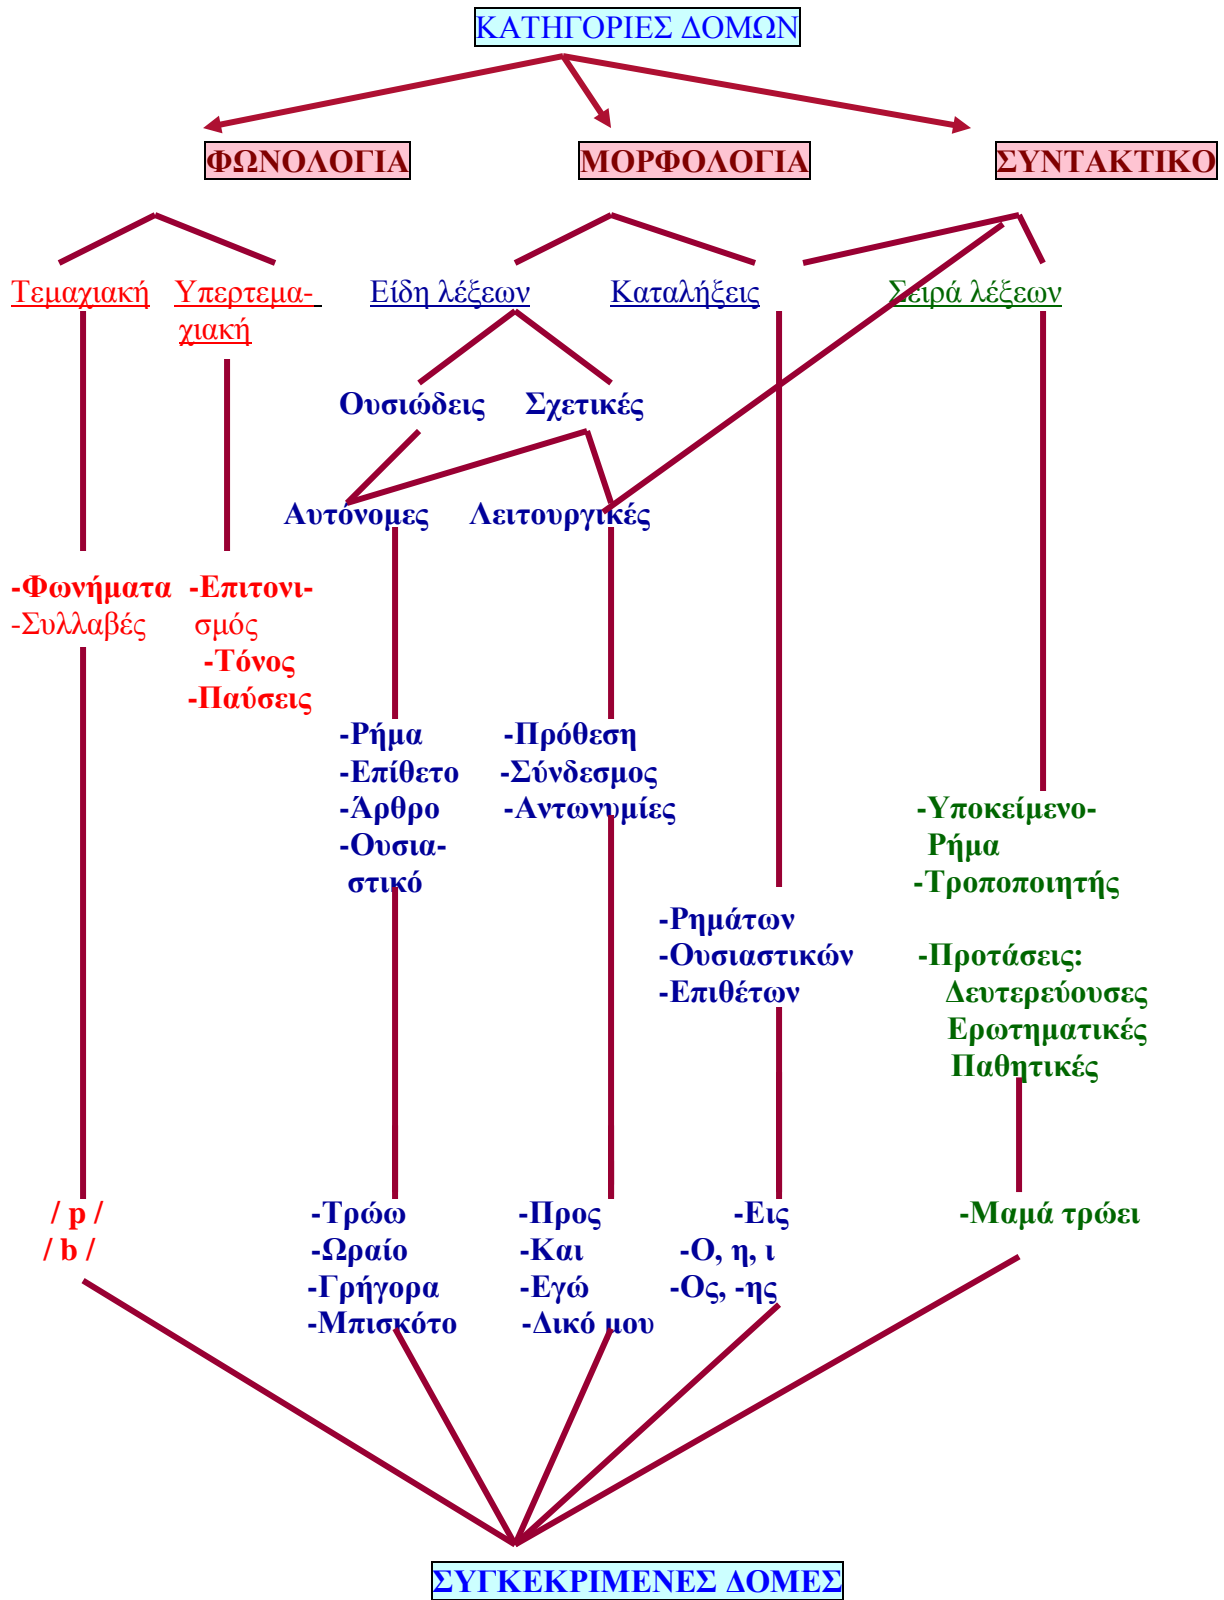 ΚΑΤΗΓΟΡΙΕΣ ΔΟΜΩΝ
ΦΩΝΟΛΟΓΙΑ ΜΟΡΦΟΛΟΓΙΑ ΣΥΝΤΑΚΤΙΚΟ
Τεμαχιακή Υπερτεμα- Είδη λέξεων Καταλήξεις Σειρά λέξεων
χιακή
Ουσιώδεις Σχετικές
Αυτόνομες Λειτουργικές
-Φωνήματα -Επιτονι-
-Συλλαβές σμός
-Τόνος
-Παύσεις
-Ρήμα -Πρόθεση
-Επίθετο -Σύνδεσμος
-Άρθρο -Αντωνυμίες -Υποκείμενο-
-Ουσια- Ρήμα
στικό -Τροποποιητής
-Ρημάτων
-Ουσιαστικών -Προτάσεις:
-Επιθέτων Δευτερεύουσες
Ερωτηματικές
Παθητικές
/ p / -Τρώω -Προς -Εις -Μαμά τρώει
/ b / -Ωραίο -Και -Ο, η, ι
-Γρήγορα -Εγώ -Ος, -ης
-Μπισκότο -Δικό μου
ΣΥΓΚΕΚΡΙΜΕΝΕΣ ΔΟΜΕΣ